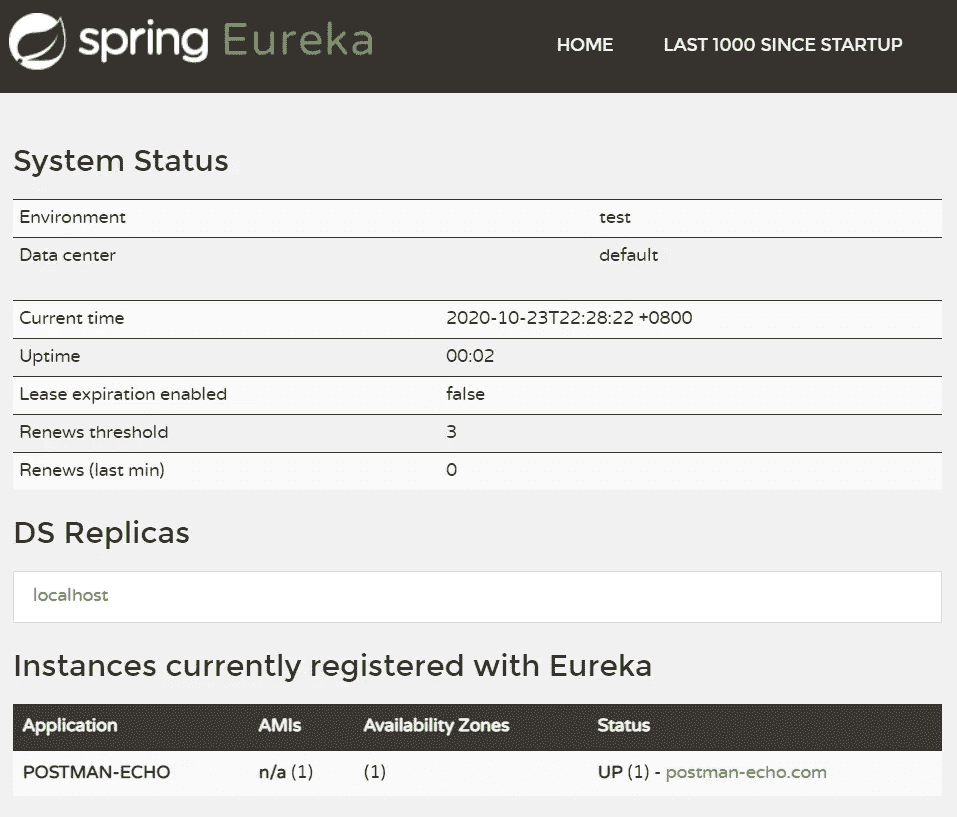 spring Eureka HOME LAST 1000 SINCE STARTUP
System Status
Environment test
Data center default
Current time 2020-10-23T22:28:22 +0800
Uptime 00:02
Lease expiration enabled false
Renews threshold 3
Renews (last min) 0
DS Replicas
localhost
Instances currently registered with Eureka
Application AMIs Availability Zones Status
POSTMAN-ECHO n/a (1) (1) UP (1) - postman-echo.com